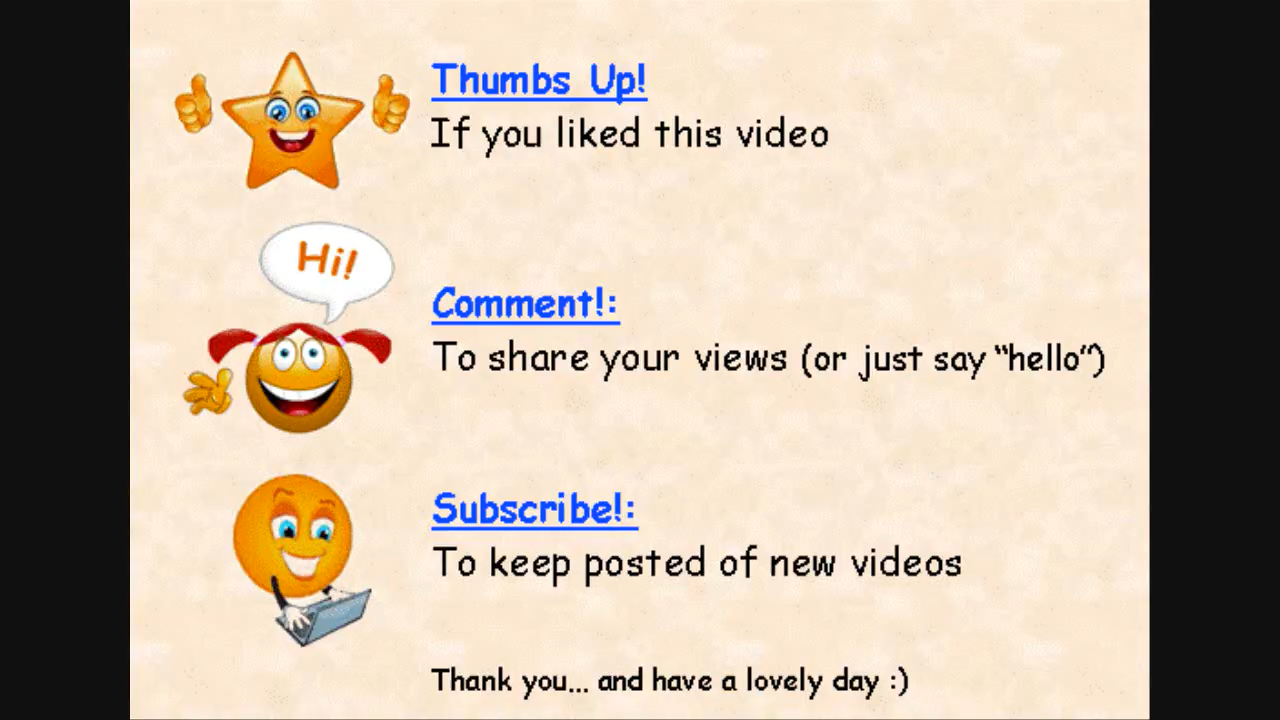 Thumbs Up!
If you liked this video
Hi!
Comment!:
To share your views (or just say “hello”)
Subscribe!:
To keep posted of new videos
Thank you... and have a lovely day :)